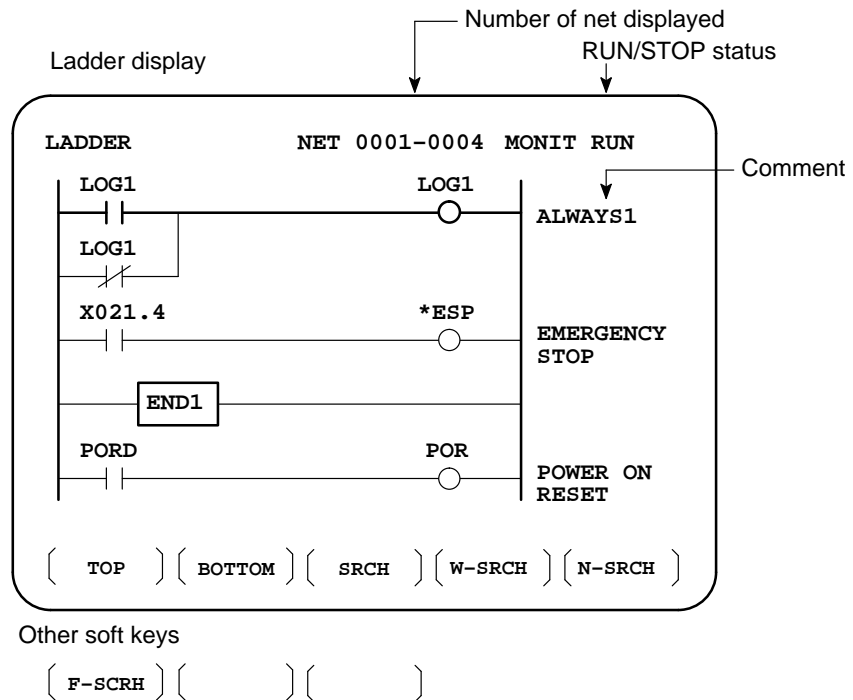 Number of net displayed
RUN/STOP status
Ladder display
LADDER NET 0001-0004 MONIT RUN
Comment
LOG1 LOG1
ALWAYS1
LOG1
X021.4 *ESP
EMERGENCY
STOP
END1
PORD POR
POWER ON
RESET
TOP BOTTOM SRCH W-SRCH N-SRCH
Other soft keys
F-SCRH